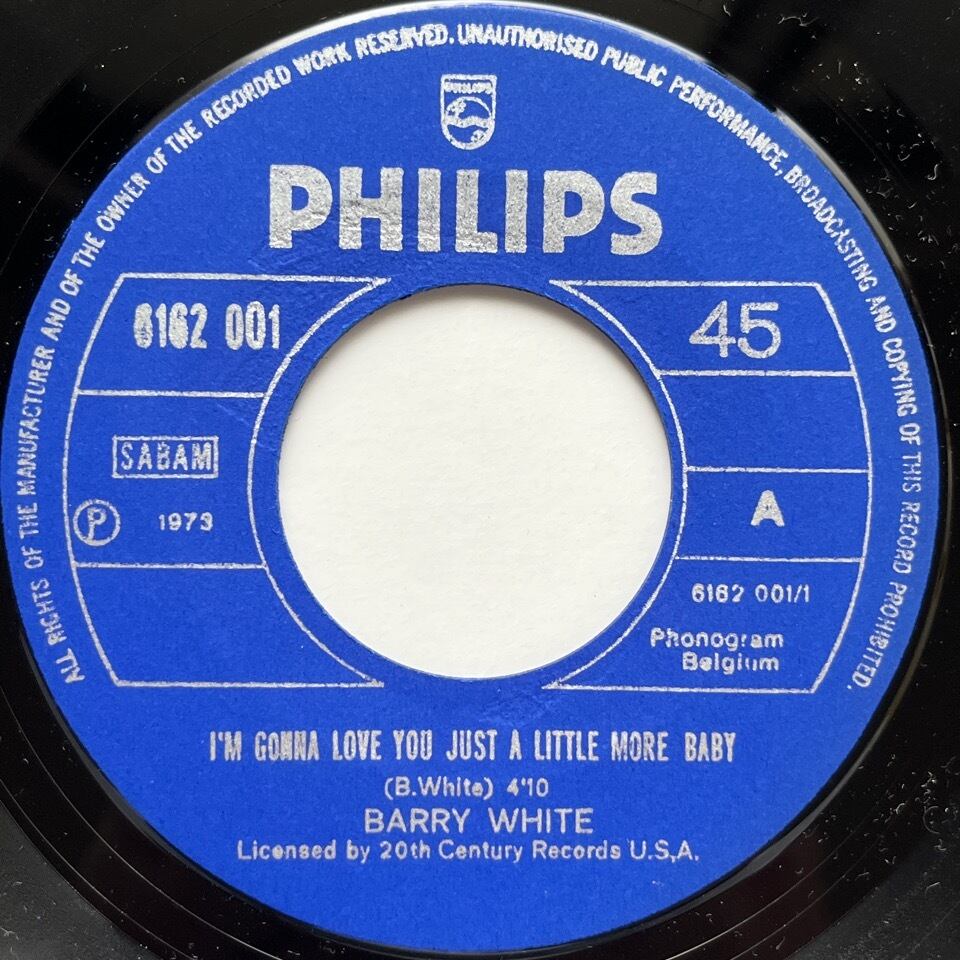 ALL RIGHTS OF THE MANUFACTURER AND OF THE OWNER OF THE RECORDED WORK RESERVED. UNAUTHORISED PUBLIC PERFORMANCE, BROADCASTING AND COPYING OF THIS RECORD PROHIBITED.
PHILIPS
PHILIPS
6162 001
45
SABAM
A
℗ 1973
6162 001/1
Phonogram
Belgium
I'M GONNA LOVE YOU JUST A LITTLE MORE BABY
(B.White) 4'10
BARRY WHITE
Licensed by 20th Century Records U.S.A.